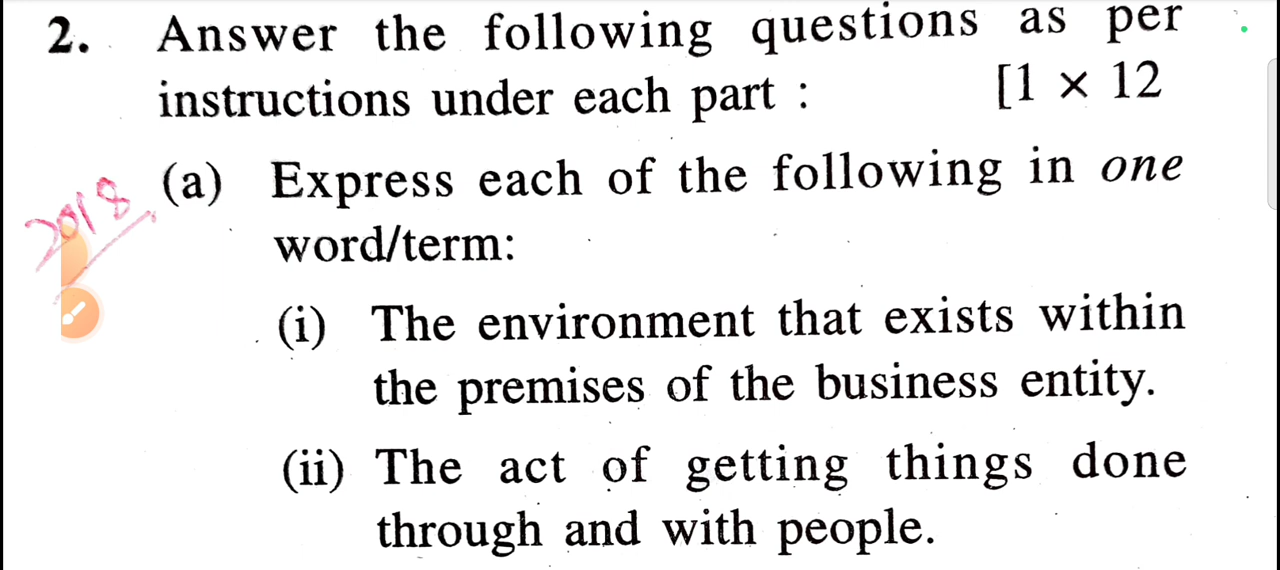 2. Answer the following questions as per
instructions under each part : [1 × 12
2018
(a) Express each of the following in one
word/term:
(i) The environment that exists within
the premises of the business entity.
(ii) The act of getting things done
through and with people.